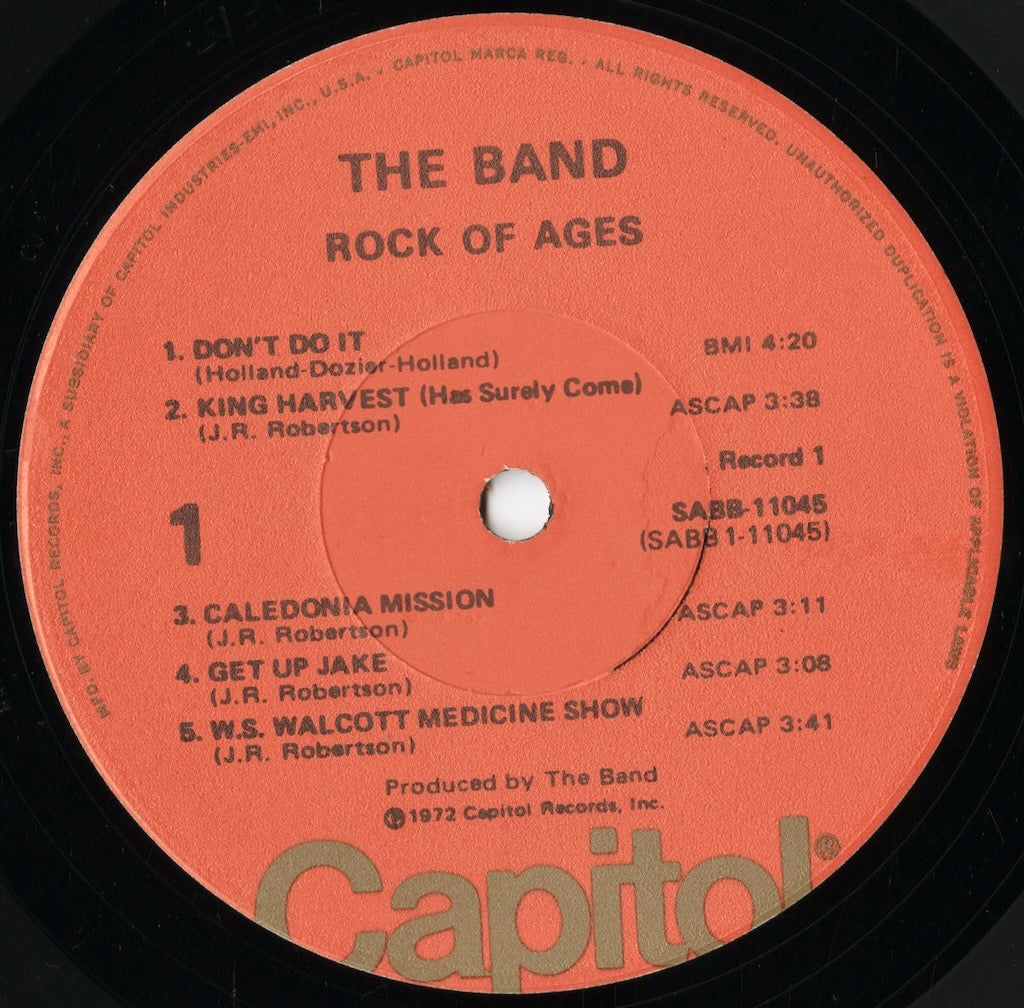 MFD. BY CAPITOL RECORDS, INC., A SUBSIDIARY OF CAPITOL INDUSTRIES-EMI, INC., U.S.A. • CAPITOL MARCA REG. • ALL RIGHTS RESERVED. UNAUTHORIZED DUPLICATION IS A VIOLATION OF APPLICABLE LAWS
THE BAND
ROCK OF AGES
1. DON'T DO IT BMI 4:20
(Holland-Dozier-Holland)
2. KING HARVEST (Has Surely Come) ASCAP 3:38
(J.R. Robertson)
Record 1
1 SABB-11045
(SABB 1-11045)
3. CALEDONIA MISSION ASCAP 3:11
(J.R. Robertson)
4. GET UP JAKE ASCAP 3:08
(J.R. Robertson)
5. W.S. WALCOTT MEDICINE SHOW ASCAP 3:41
(J.R. Robertson)
Produced by The Band
℗1972 Capitol Records, Inc.
Capitol®